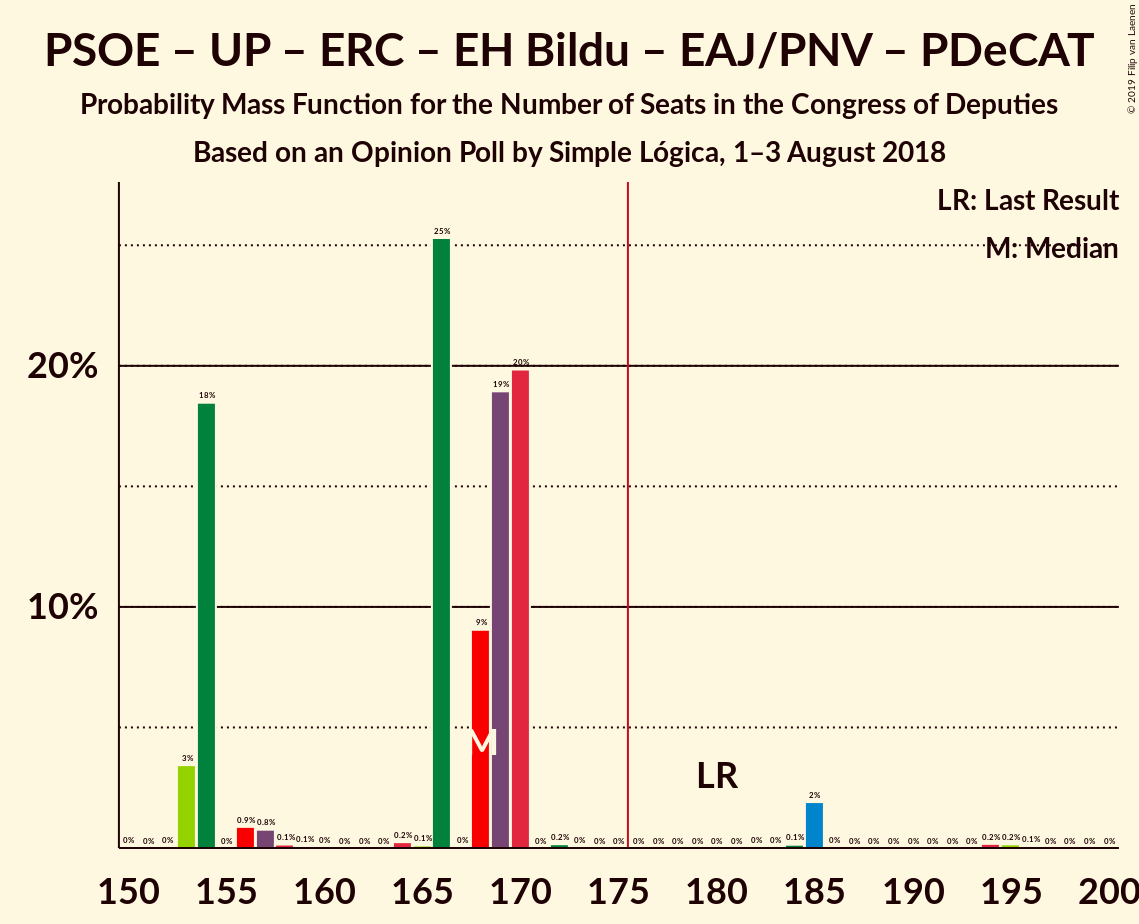 PSOE – UP – ERC – EH Bildu – EAJ/PNV – PDeCAT
Probability Mass Function for the Number of Seats in the Congress of Deputies
Based on an Opinion Poll by Simple Lógica, 1–3 August 2018
© 2019 Filip van Laenen
LR: Last Result
M: Median
25%
20%
20%
19%
18%
10%
9%
M
LR
3%
2%
0% 0% 0% 0% 0.9% 0.8% 0.1% 0.1% 0% 0% 0% 0% 0.2% 0.1% 0% 0% 0.2% 0% 0% 0% 0% 0% 0% 0% 0% 0% 0% 0% 0.1% 0% 0% 0% 0% 0% 0% 0% 0% 0.2% 0.2% 0.1% 0% 0% 0% 0%
150 155 160 165 170 175 180 185 190 195 200